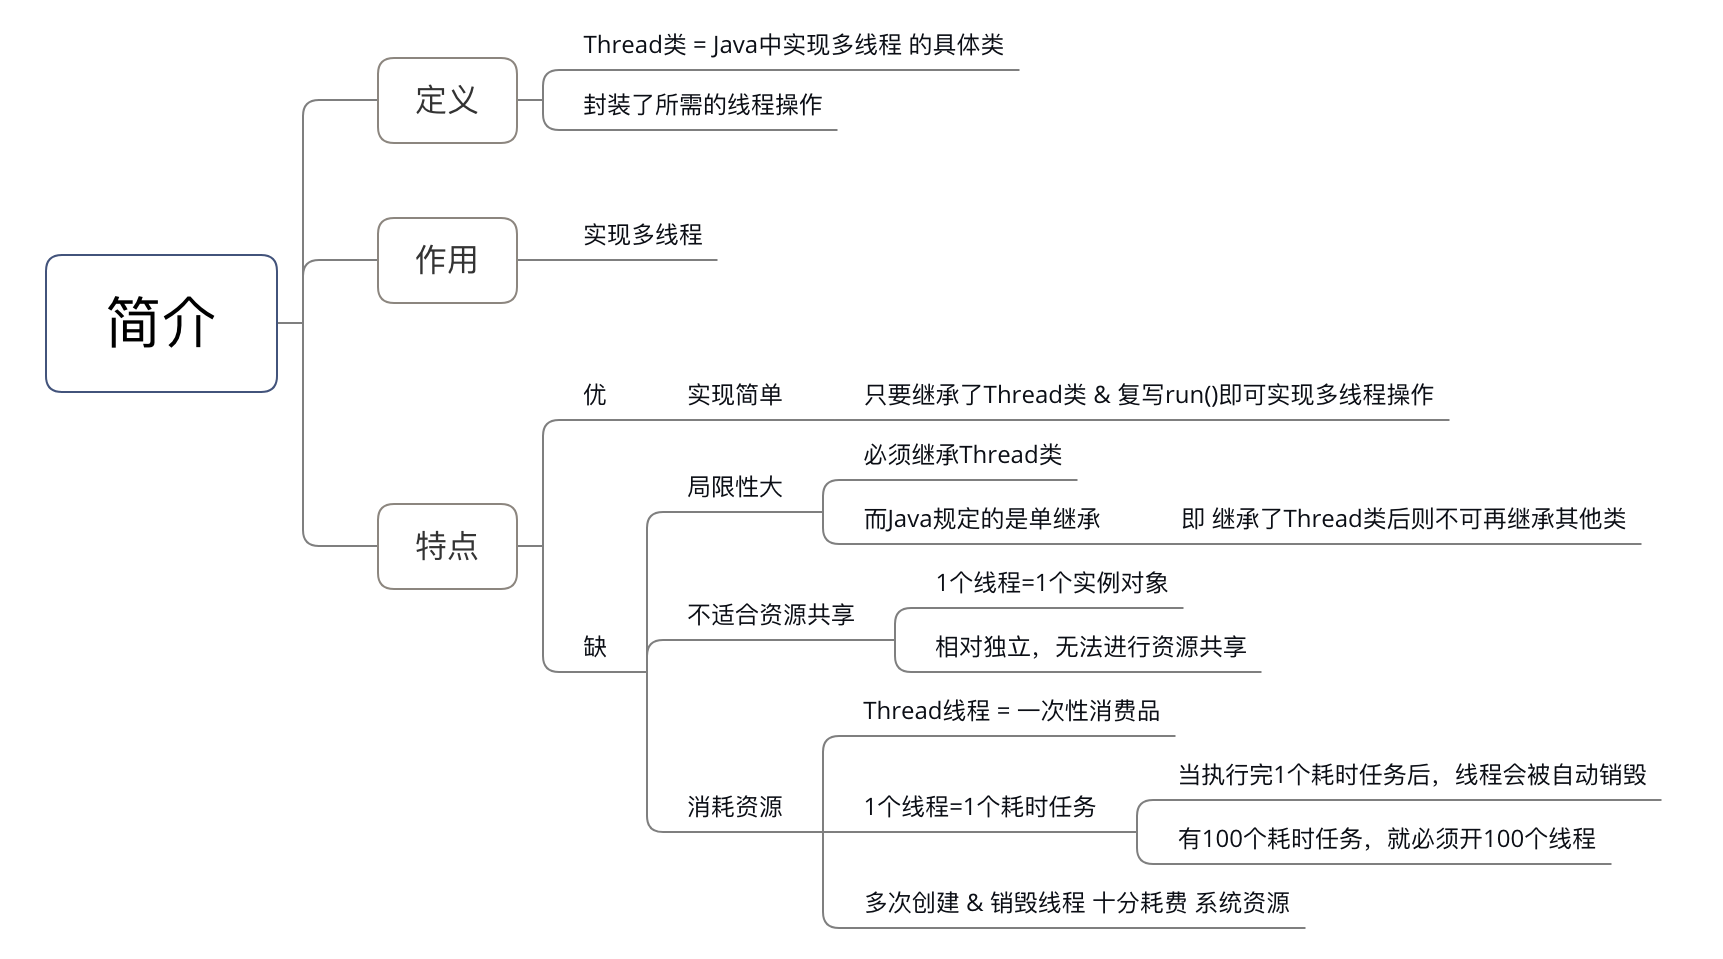 简介
定义
Thread类 = Java中实现多线程 的具体类
封装了所需的线程操作
作用
实现多线程
特点
优
实现简单
只要继承了Thread类 & 复写run()即可实现多线程操作
缺
局限性大
必须继承Thread类
而Java规定的是单继承
即 继承了Thread类后则不可再继承其他类
不适合资源共享
1个线程=1个实例对象
相对独立，无法进行资源共享
消耗资源
Thread线程 = 一次性消费品
1个线程=1个耗时任务
当执行完1个耗时任务后，线程会被自动销毁
有100个耗时任务，就必须开100个线程
多次创建 & 销毁线程 十分耗费 系统资源